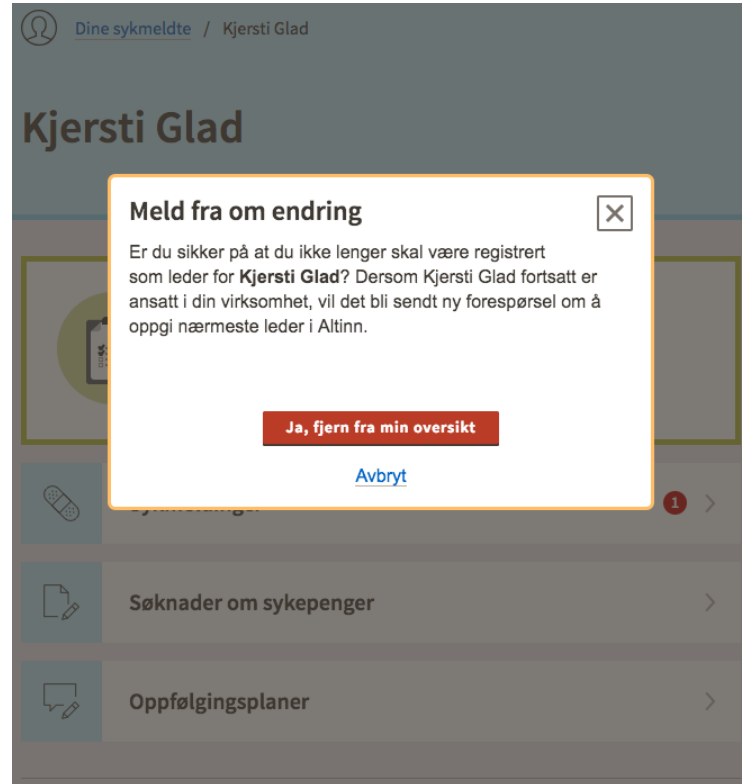 Dine sykmeldte / Kjersti Glad
Kjersti Glad
Meld fra om endring
Er du sikker på at du ikke lenger skal være registrert
som leder for Kjersti Glad? Dersom Kjersti Glad fortsatt er
ansatt i din virksomhet, vil det bli sendt ny forespørsel om å
oppgi nærmeste leder i Altinn.
Ja, fjern fra min oversikt
Avbryt
1
Søknader om sykepenger
Oppfølgingsplaner